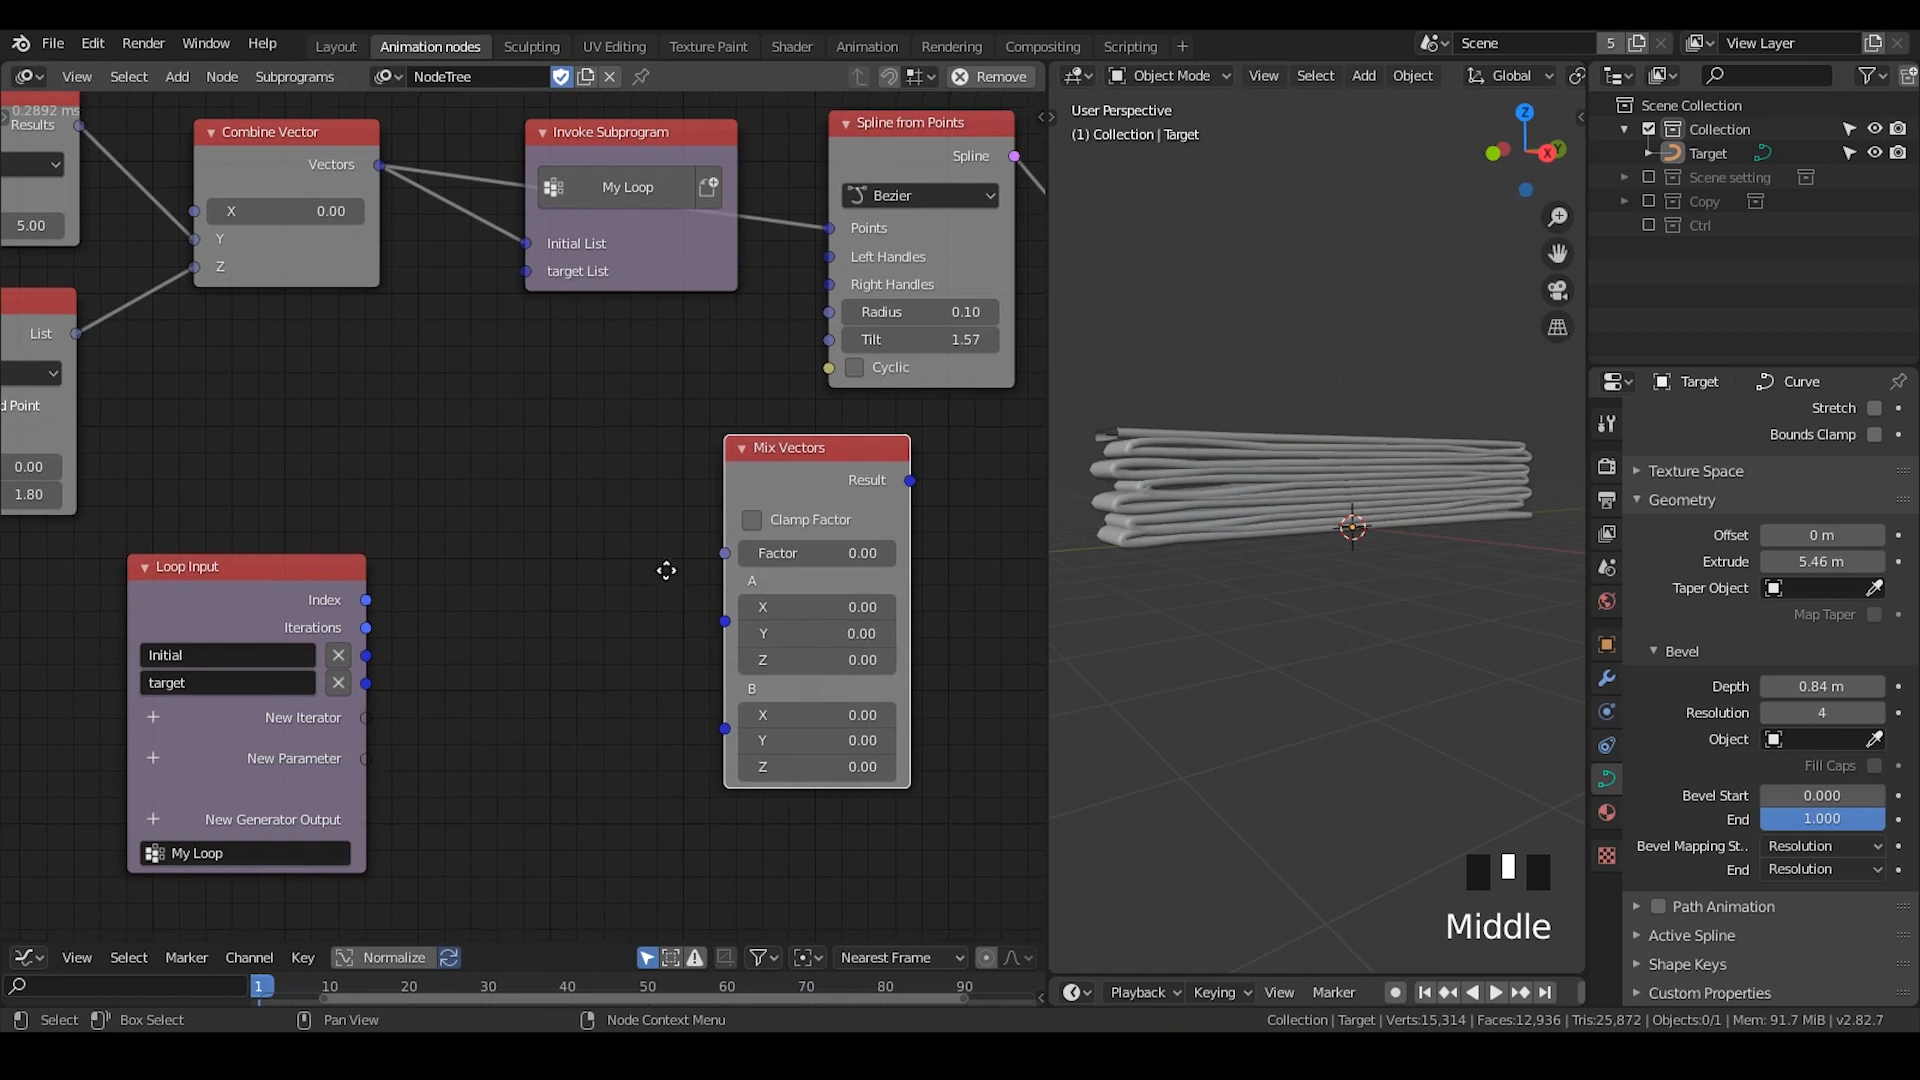 File Edit Render Window Help Layout Animation nodes Sculpting UV Editing Texture Paint Shader Animation Rendering Compositing Scripting + Scene 5 View Layer
View Select Add Node Subprograms NodeTree Remove Object Mode View Select Add Object Global
0.2892 ms
Results
5.00
List
d Point
0.00
1.80
Combine Vector
Vectors
X 0.00
Y
Z
Invoke Subprogram
My Loop
Initial List
target List
Spline from Points
Spline
Bezier
Points
Left Handles
Right Handles
Radius 0.10
Tilt 1.57
Cyclic
Mix Vectors
Result
Clamp Factor
Factor 0.00
A
X 0.00
Y 0.00
Z 0.00
B
X 0.00
Y 0.00
Z 0.00
Loop Input
Index
Iterations
Initial
target
New Iterator
New Parameter
New Generator Output
My Loop
User Perspective
(1) Collection | Target
Z
X
Y
Middle
Scene Collection
Collection
Target
Scene setting
Copy
Ctrl
Target Curve
Stretch
Bounds Clamp
Texture Space
Geometry
Offset 0 m
Extrude 5.46 m
Taper Object
Map Taper
Bevel
Depth 0.84 m
Resolution 4
Object
Fill Caps
Bevel Start 0.000
End 1.000
Bevel Mapping St.. Resolution
End Resolution
Path Animation
Active Spline
Shape Keys
Custom Properties
View Select Marker Channel Key Normalize Nearest Frame
1 10 20 30 40 50 60 70 80 90
Playback Keying View Marker
Select Box Select Pan View Node Context Menu
Collection | Target | Verts:15,314 | Faces:12,936 | Tris:25,872 | Objects:0/1 | Mem: 91.7 MiB | v2.82.7